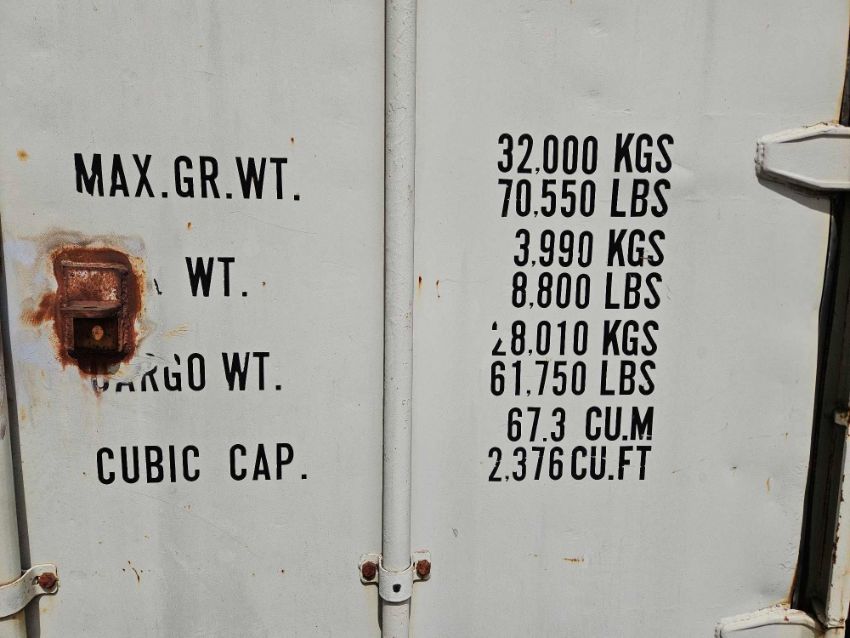 MAX.GR.WT. 32,000 KGS
70,550 LBS
WT. 3,990 KGS
8,800 LBS
CARGO WT. 28,010 KGS
61,750 LBS
67.3 CU.M
CUBIC CAP. 2,376 CU.FT